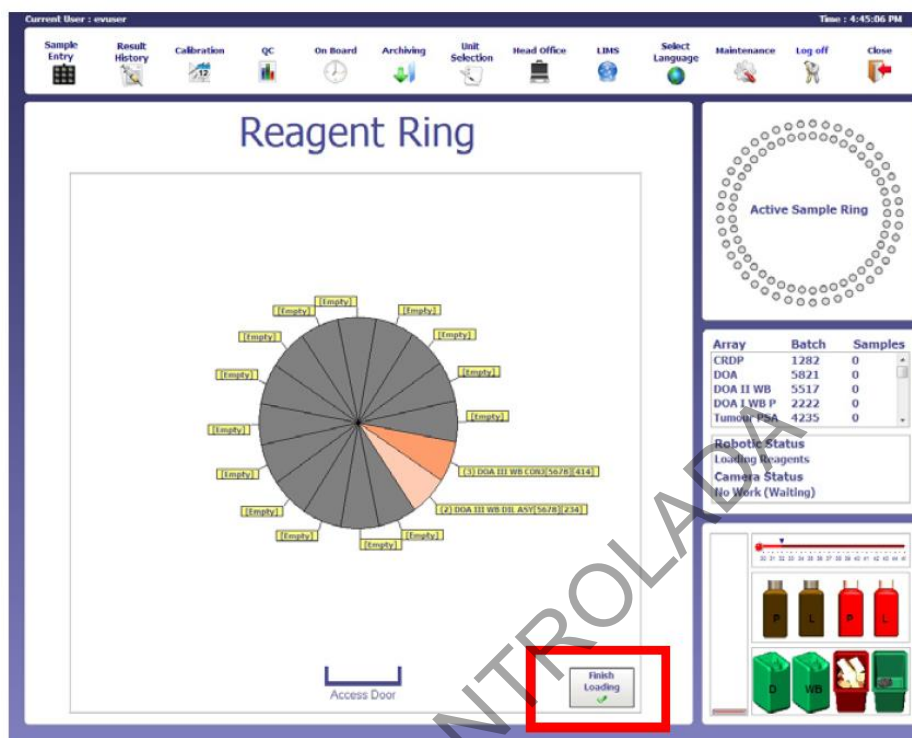 Current User : evuser
Time : 4:45:06 PM
Sample Entry
Result History
Calibration
QC
On Board
Archiving
Unit Selection
Head Office
LIMS
Select Language
Maintenance
Log off
Close
12
Reagent Ring
[Empty]
[Empty]
[Empty]
[Empty]
[Empty]
[Empty]
[Empty]
[Empty]
[Empty]
[Empty]
[Empty]
(3) DOA III WB CONJ[5678][414]
[Empty]
(2) DOA III WB DIL ASY[5678][234]
[Empty]
[Empty]
[Empty]
Access Door
Finish
Loading
Active Sample Ring
Array Batch Samples
CRDP 1282 0
DOA 5821 0
DOA II WB 5517 0
DOA I WB P 2222 0
Tumour PSA 4235 0
Robotic Status
Loading Reagents
Camera Status
No Work (Waiting)
P L P L
D WB
NTROLADA